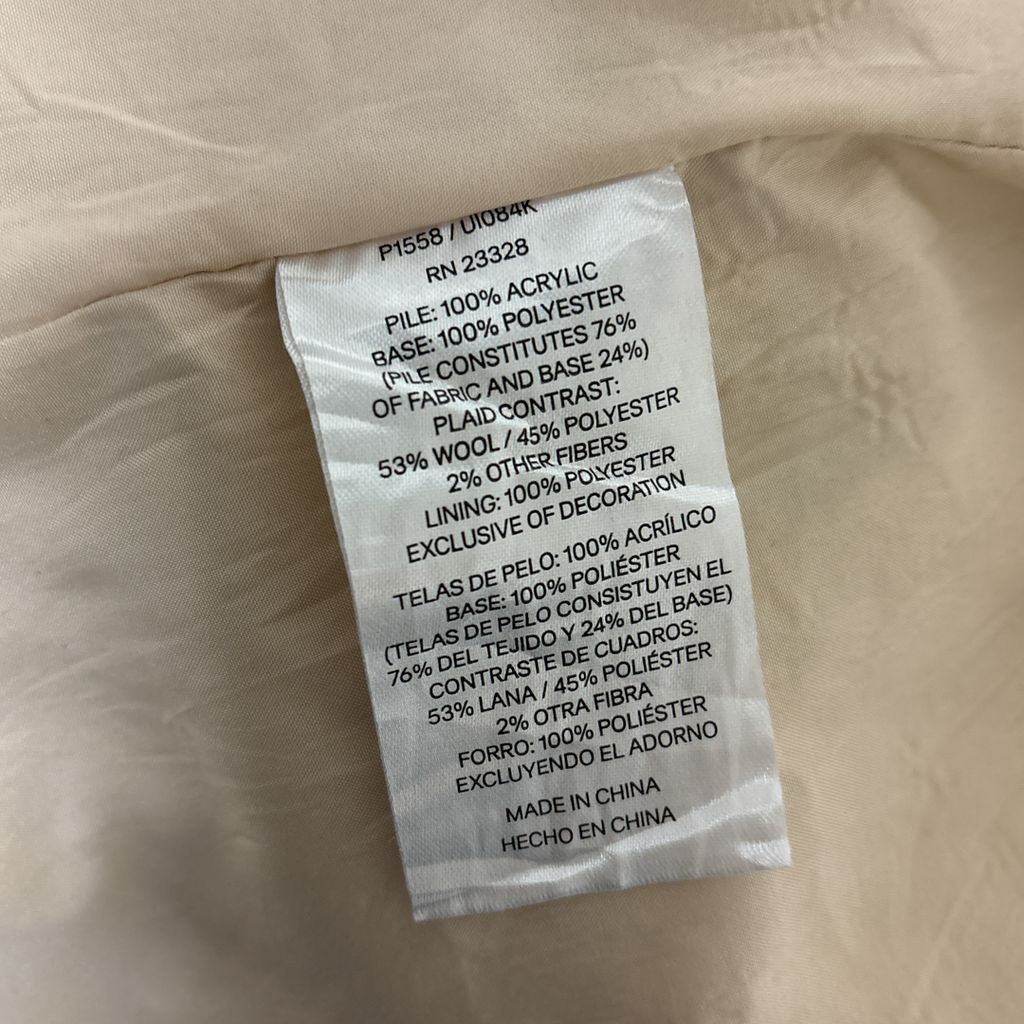 P1558 / U1084K
RN 23328
PILE: 100% ACRYLIC
BASE: 100% POLYESTER
(PILE CONSTITUTES 76%
OF FABRIC AND BASE 24%)
PLAID CONTRAST:
53% WOOL / 45% POLYESTER
2% OTHER FIBERS
LINING: 100% POLYESTER
EXCLUSIVE OF DECORATION
TELAS DE PELO: 100% ACRÍLICO
BASE: 100% POLIÉSTER
(TELAS DE PELO CONSISTUYEN EL
76% DEL TEJIDO Y 24% DEL BASE)
CONTRASTE DE CUADROS:
53% LANA / 45% POLIÉSTER
2% OTRA FIBRA
FORRO: 100% POLIÉSTER
EXCLUYENDO EL ADORNO
MADE IN CHINA
HECHO EN CHINA